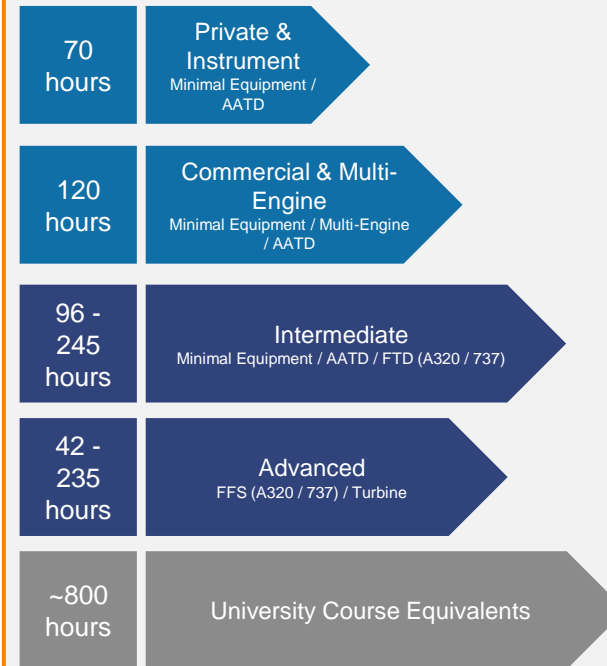 70
hours
Private &
Instrument
Minimal Equipment /
AATD
120
hours
Commercial & Multi-
Engine
Minimal Equipment / Multi-Engine
/ AATD
96 -
245
hours
Intermediate
Minimal Equipment / AATD / FTD (A320 / 737)
42 -
235
hours
Advanced
FFS (A320 / 737) / Turbine
~800
hours
University Course Equivalents